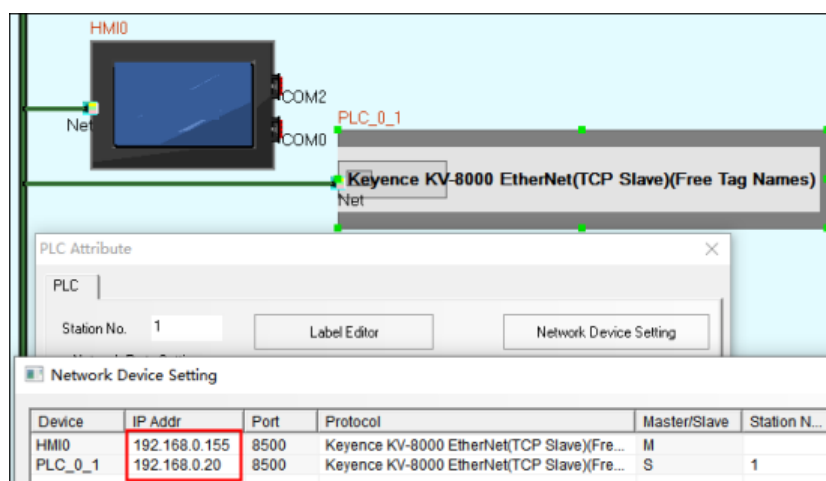 HMI0
COM2
Net
PLC_0_1
COM0
Keyence KV-8000 EtherNet(TCP Slave)(Free Tag Names)
Net
PLC Attribute
PLC
Station No. 1 Label Editor Network Device Setting
Network Device Setting
Device IP Addr Port Protocol Master/Slave Station N...
HMI0 192.168.0.155 8500 Keyence KV-8000 EtherNet(TCP Slave)(Fre... M
PLC_0_1 192.168.0.20 8500 Keyence KV-8000 EtherNet(TCP Slave)(Fre... S 1